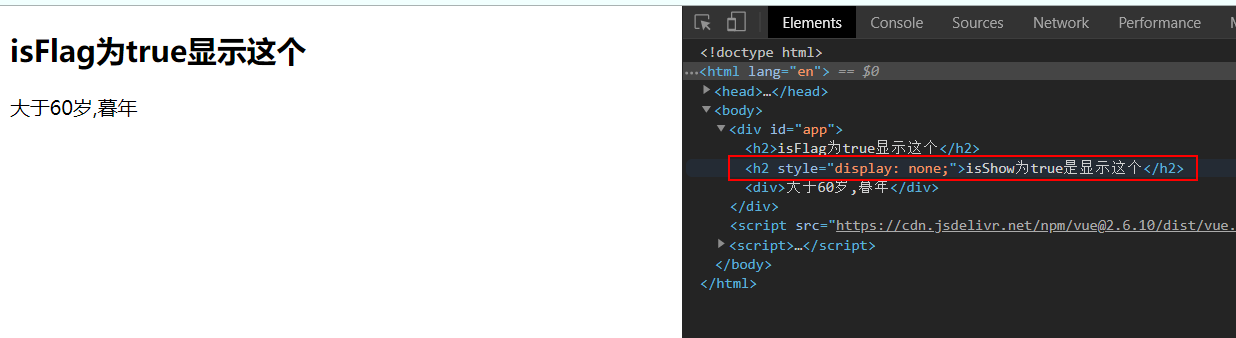 isFlag为true显示这个
大于60岁,暮年
Elements Console Sources Network Performance
<!doctype html>
…<html lang="en"> == $0
<head>…</head>
<body>
<div id="app">
<h2>isFlag为true显示这个</h2>
<h2 style="display: none;">isShow为true是显示这个</h2>
<div>大于60岁,暮年</div>
</div>
<script src="https://cdn.jsdelivr.net/npm/vue@2.6.10/dist/vue.
<script>…</script>
</body>
</html>